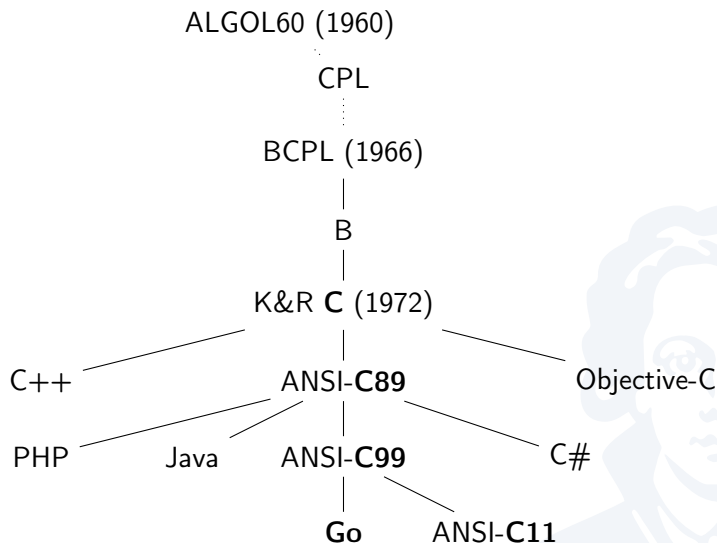 ALGOL60 (1960)
CPL
BCPL (1966)
B
K&R C (1972)
C++ ANSI-C89 Objective-C
PHP Java ANSI-C99 C#
Go ANSI-C11